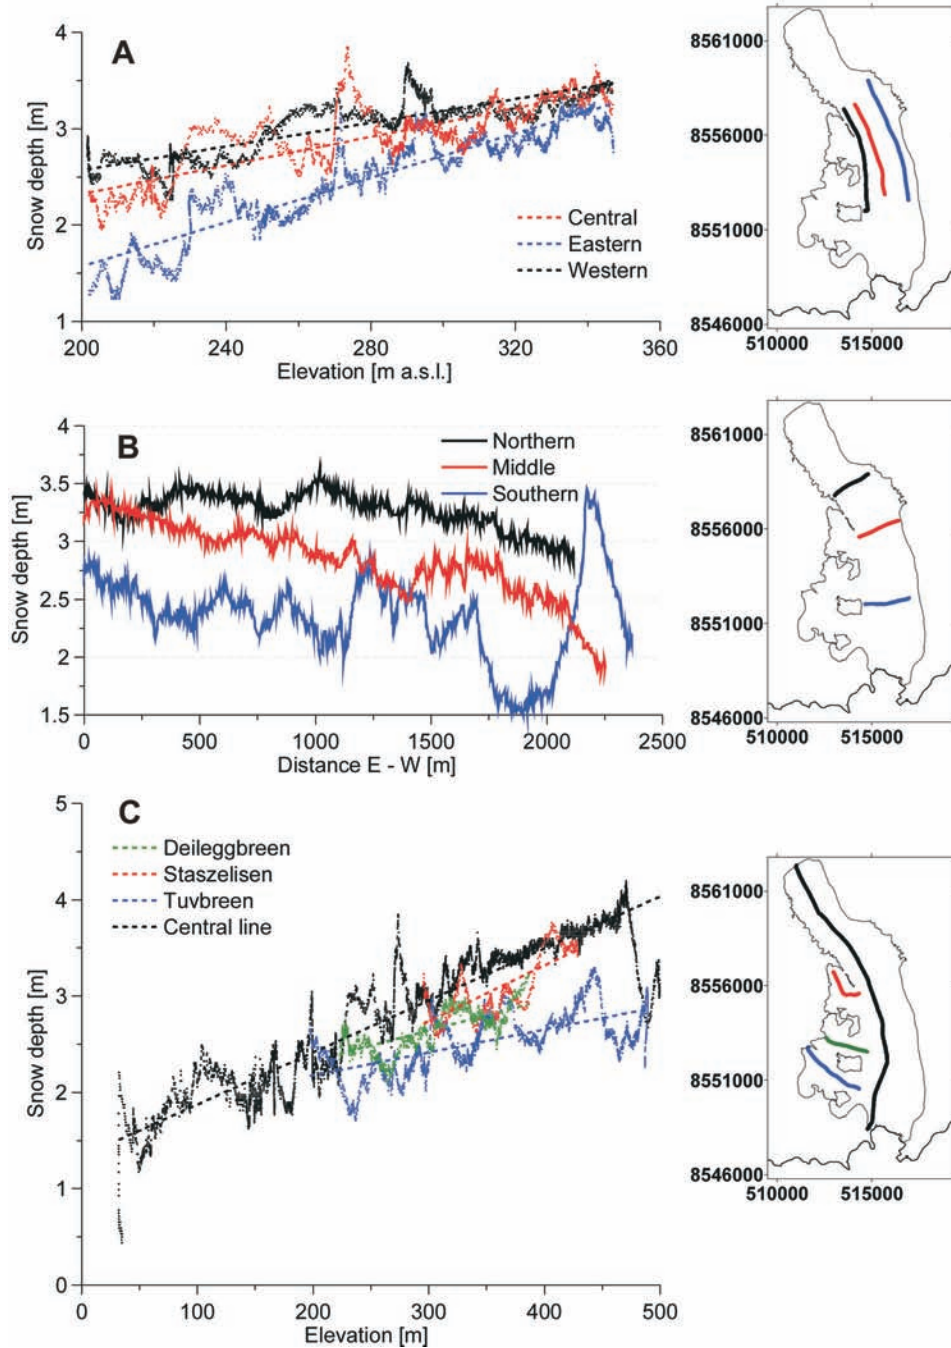 A
4
3
2
1
Snow depth [m]
Central
Eastern
Western
200
240
280
320
360
Elevation [m a.s.l.]
8561000
8556000
8551000
8546000
510000
515000
B
4
3.5
3
2.5
2
1.5
Snow depth [m]
Northern
Middle
Southern
0
500
1000
1500
2000
2500
Distance E - W [m]
8561000
8556000
8551000
8546000
510000
515000
C
5
4
3
2
1
0
Snow depth [m]
Deileggbreen
Staszelisen
Tuvbreen
Central line
0
100
200
300
400
500
Elevation [m]
8561000
8556000
8551000
8546000
510000
515000